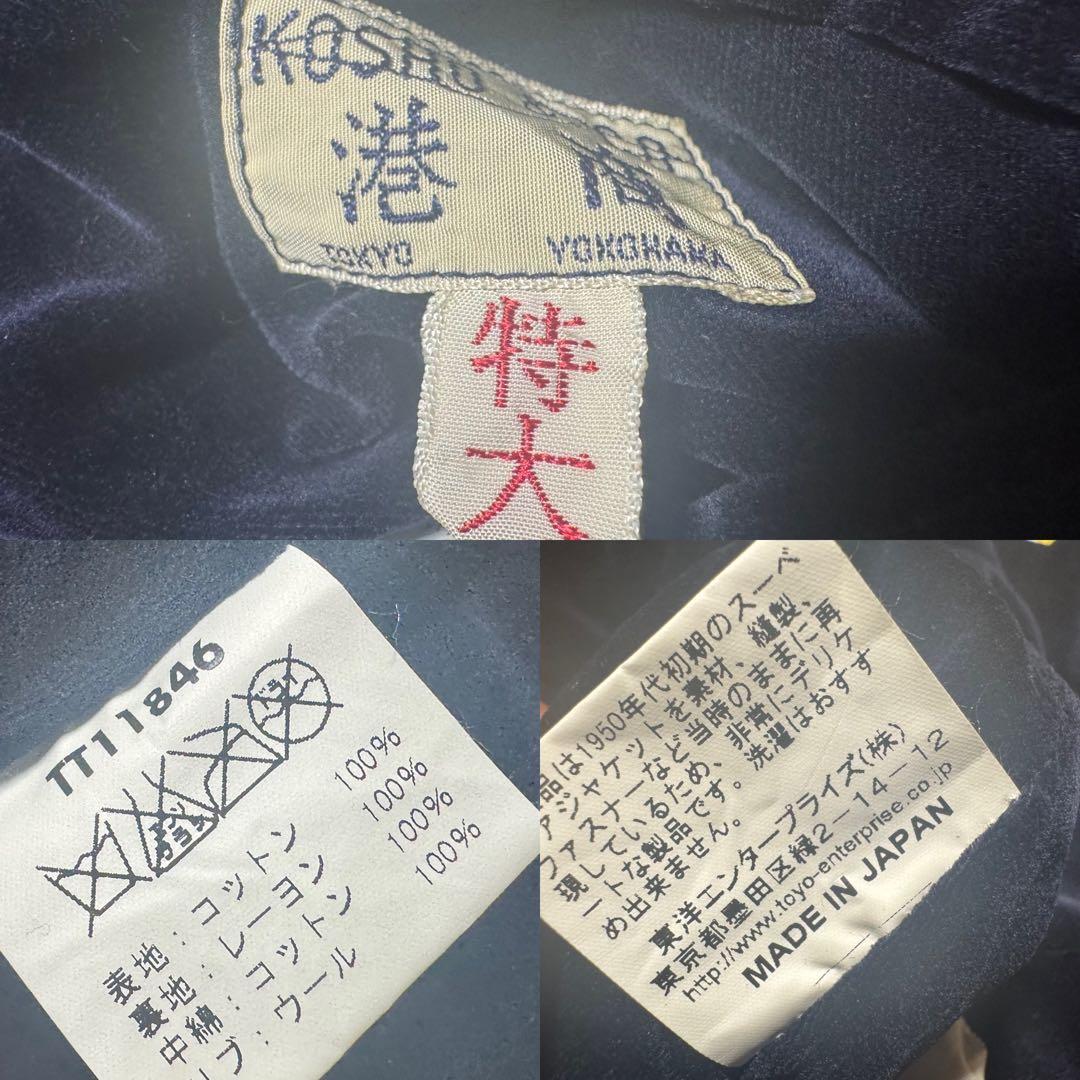 KOSHO
港
TOKYO YOKOHAMA
特
大
TT11846
ドライ
表地：コットン 100%
裏地：レーヨン 100%
中綿：コットン 100%
リブ：ウール 100%
品は1950年代初期のスーベ
アジャケットを素材、縫製、
ファスナーなど当時のままに再
現しているため、非常にデリケ
ートな製品です。洗濯はおすす
め出来ません。
東洋エンタープライズ(株)
東京都墨田区緑2－14－12
http://www.toyo-enterprise.co.jp
MADE IN JAPAN